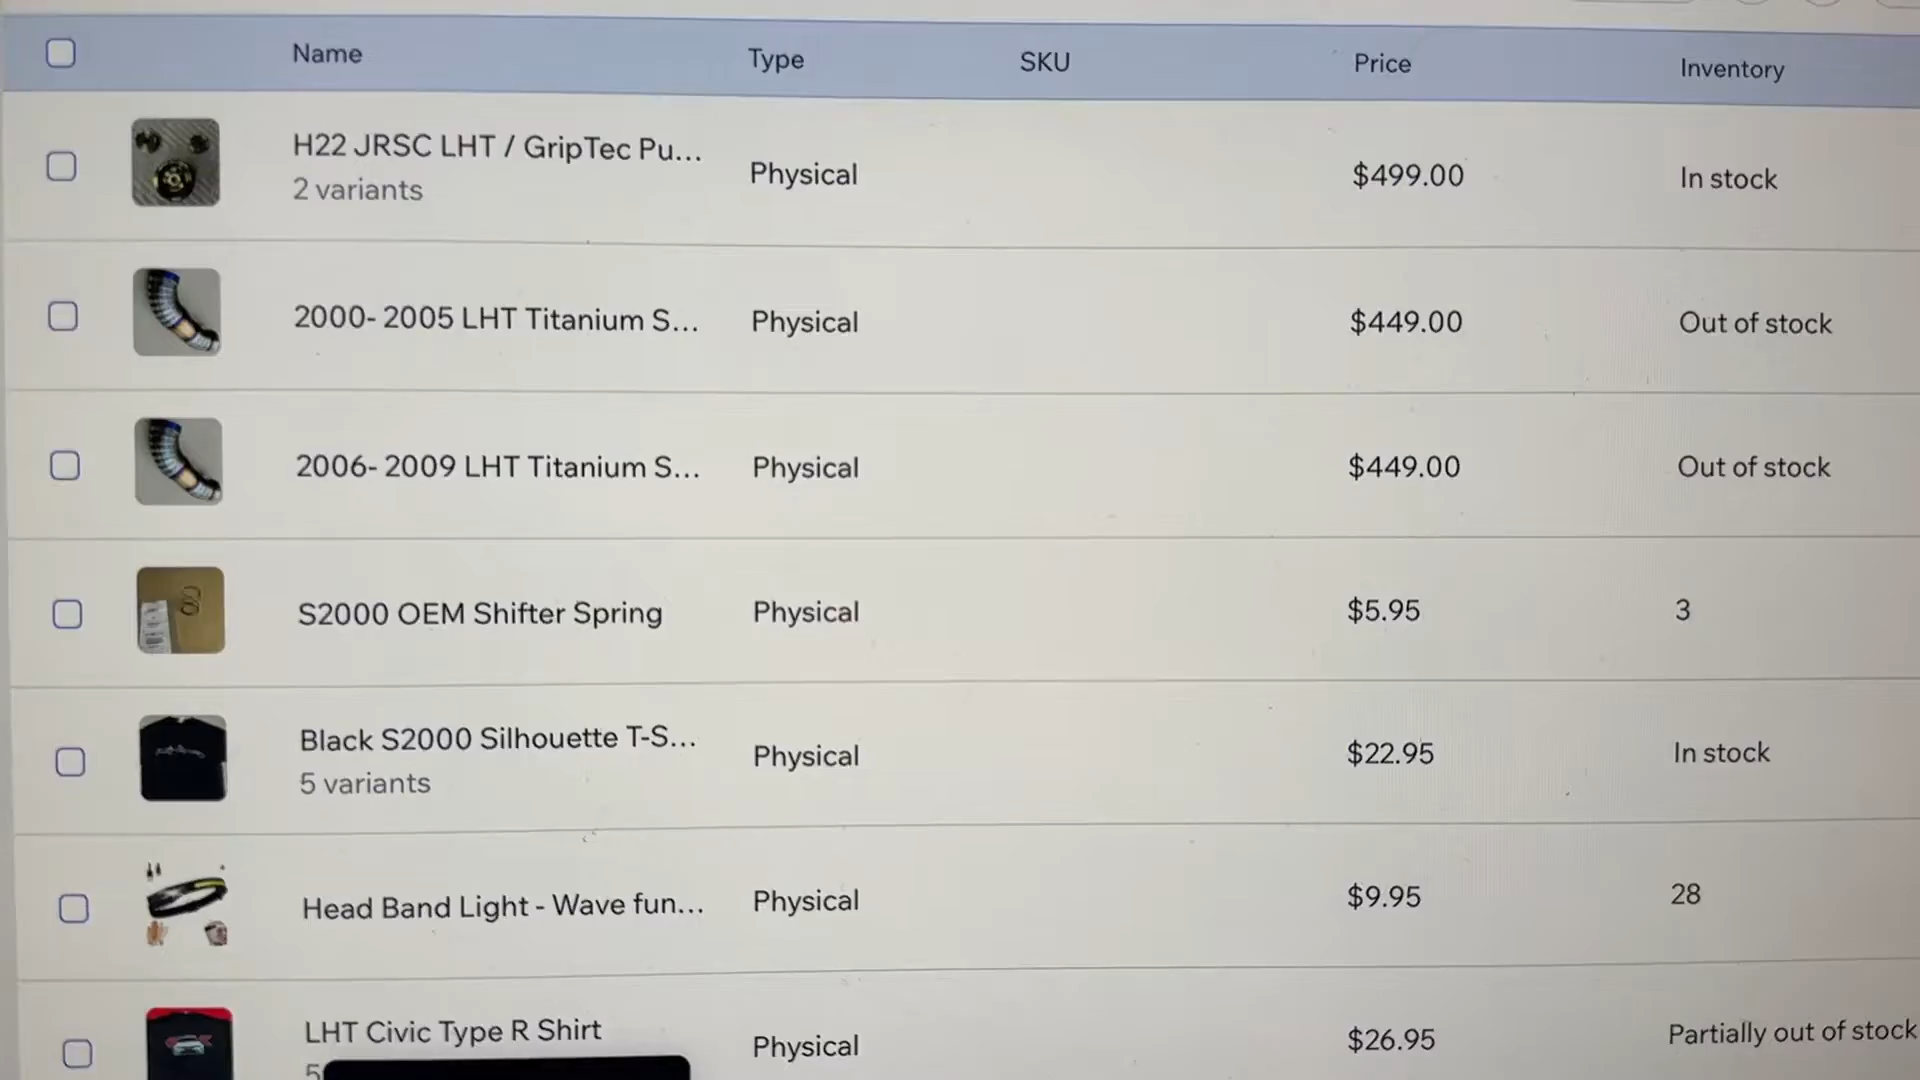 Name Type SKU Price Inventory
H22 JRSC LHT / GripTec Pu...
2 variants
Physical $499.00 In stock
2000- 2005 LHT Titanium S... Physical $449.00 Out of stock
2006- 2009 LHT Titanium S... Physical $449.00 Out of stock
S2000 OEM Shifter Spring Physical $5.95 3
Black S2000 Silhouette T-S...
5 variants
Physical $22.95 In stock
Head Band Light - Wave fun... Physical $9.95 28
LHT Civic Type R Shirt
5
Physical $26.95 Partially out of stock